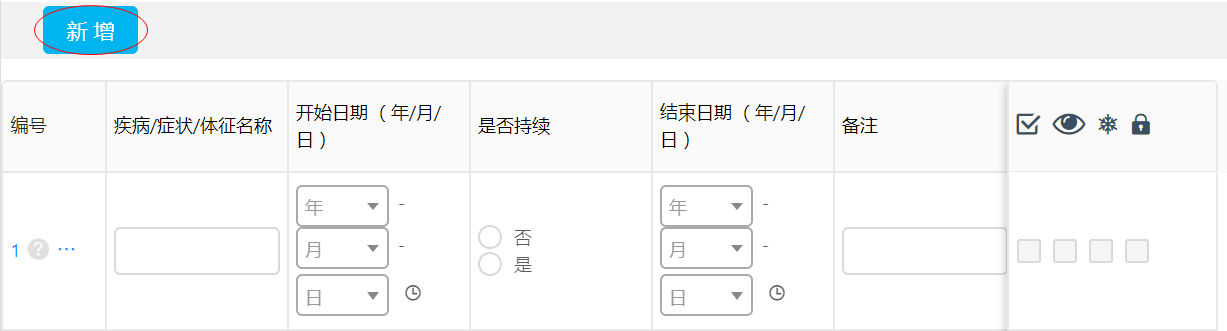 新 增
编号
疾病/症状/体征名称
开始日期 ( 年/月/
日 )
是否持续
结束日期 ( 年/月/
日 )
备注
1 ? ...
年 -
月 -
日
否
是
年 -
月 -
日